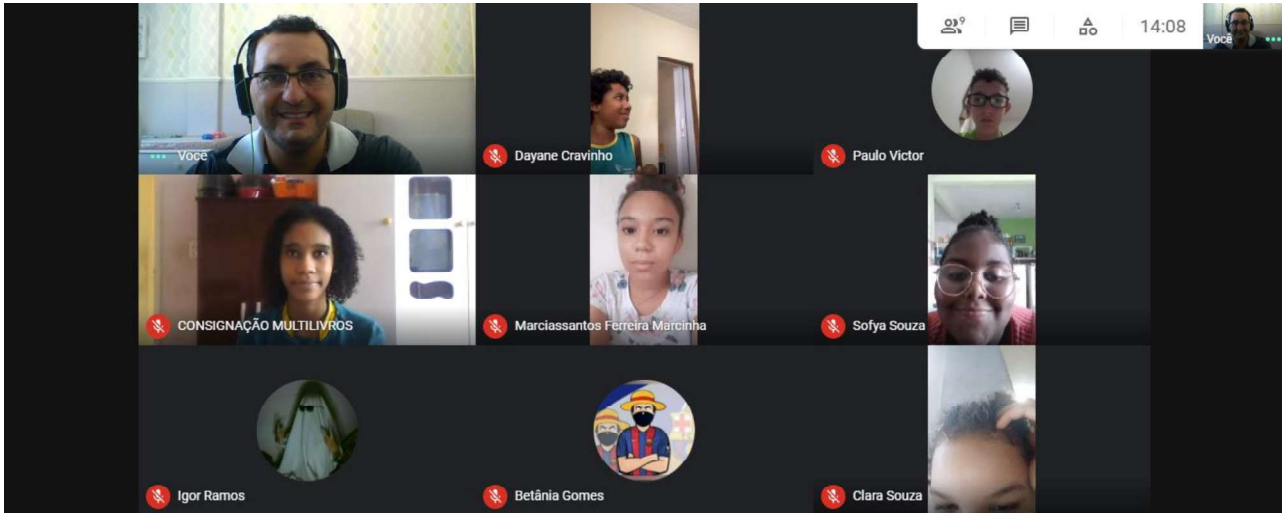 9
14:08
Você
Você
Dayane Cravinho
Paulo Victor
CONSIGNAÇÃO MULTILIVROS
Marciassantos Ferreira Marcinha
Sofya Souza
Igor Ramos
Betânia Gomes
Clara Souza